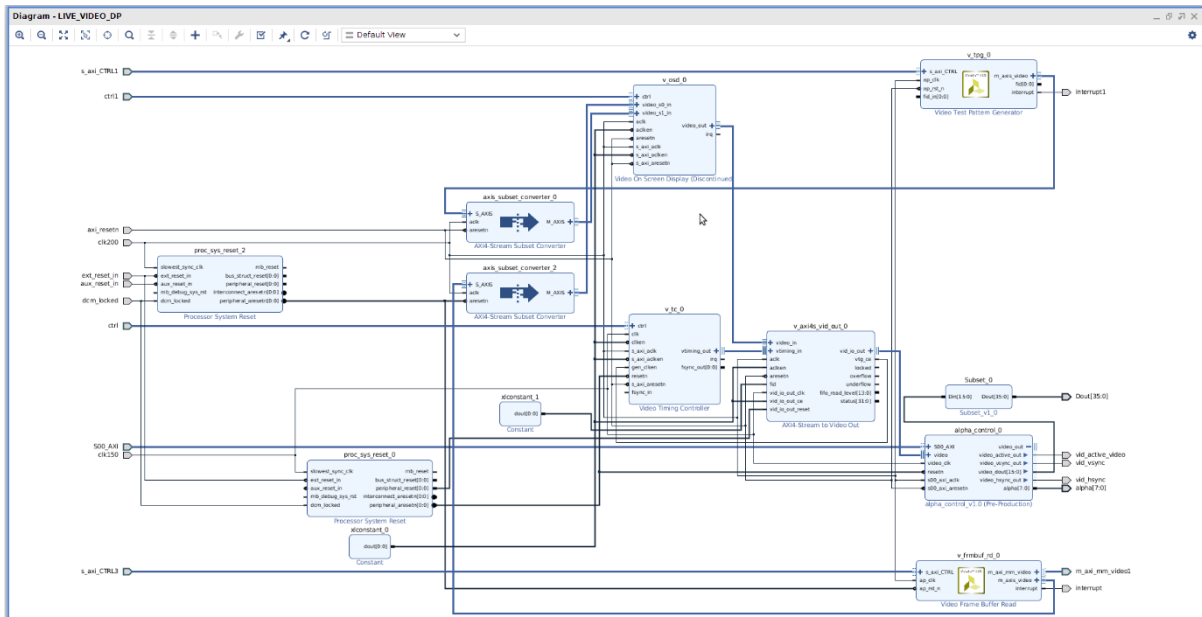 Diagram - LIVE_VIDEO_DP
Default View
s_axi_CTRL1
ctrl1
axi_resetn
clk200
ext_reset_in
aux_reset_in
dcm_locked
ctrl
S00_AXI
clk150
s_axi_CTRL3
v_tpg_0
s_axi_CTRL
ap_clk
ap_rst_n
fid_in[0:0]
m_axis_video
fid[0:0]
interrupt
Video Test Pattern Generator
interrupt1
v_osd_0
ctrl
video_s0_in
video_s1_in
aclk
aclken
aresetn
s_axi_aclk
s_axi_aclken
s_axi_aresetn
video_out
irq
Video On Screen Display (Discontinued
axis_subset_converter_0
S_AXIS
aclk
aresetn
M_AXIS
AXI4-Stream Subset Converter
proc_sys_reset_2
slowest_sync_clk
ext_reset_in
aux_reset_in
mb_debug_sys_rst
dcm_locked
mb_reset
bus_struct_reset[0:0]
peripheral_reset[0:0]
interconnect_aresetn[0:0]
peripheral_aresetn[0:0]
Processor System Reset
axis_subset_converter_2
S_AXIS
aclk
aresetn
M_AXIS
AXI4-Stream Subset Converter
v_tc_0
ctrl
clk
clken
s_axi_aclk
s_axi_aclken
gen_clken
resetn
s_axi_aresetn
fsync_in
vtiming_out
irq
fsync_out[0:0]
Video Timing Controller
v_axi4s_vid_out_0
video_in
vtiming_in
aclk
aclken
aresetn
fid
vid_io_out_clk
vid_io_out_ce
vid_io_out_reset
vid_io_out
vtg_ce
locked
overflow
underflow
fifo_read_level[12:0]
status[31:0]
AXI4-Stream to Video Out
xlconstant_1
dout[0:0]
Constant
Subset_0
Din[15:0]
Dout[35:0]
Subset_v1_0
Dout[35:0]
alpha_control_0
S00_AXI
video
video_clk
resetn
s00_axi_aclk
s00_axi_aresetn
video_out
video_active_out
video_vsync_out
video_dout[15:0]
video_hsync_out
alpha[7:0]
alpha_control_v1.0 (Pre-Production)
vid_active_video
vid_vsync
vid_hsync
alpha[7:0]
proc_sys_reset_0
slowest_sync_clk
ext_reset_in
aux_reset_in
mb_debug_sys_rst
dcm_locked
mb_reset
bus_struct_reset[0:0]
peripheral_reset[0:0]
interconnect_aresetn[0:0]
peripheral_aresetn[0:0]
Processor System Reset
xlconstant_0
dout[0:0]
Constant
v_frmbuf_rd_0
s_axi_CTRL
ap_clk
ap_rst_n
m_axi_mm_video
m_axis_video
interrupt
Video Frame Buffer Read
m_axi_mm_video1
interrupt